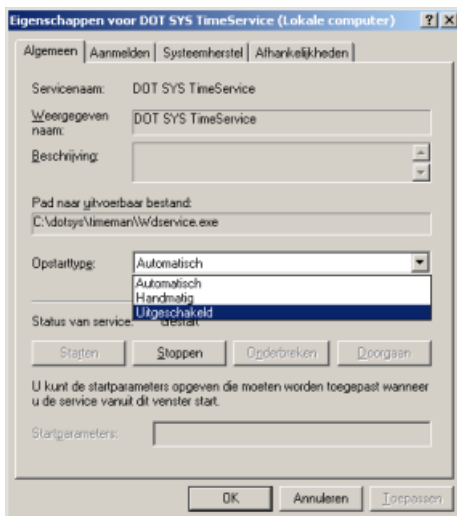 Eigenschappen voor DOT SYS TimeService (Lokale computer)
Algemeen Aanmelden Systeemherstel Afhankelijkheden
Servicenaam: DOT SYS TimeService
Weergegeven naam: DOT SYS TimeService
Beschrijving:
Pad naar uitvoerbaar bestand:
C:\dotsys\timeman\Wdservice.exe
Opstarttype: Automatisch
Automatisch
Handmatig
Uitgeschakeld
Status van service: Gestart
Starten Stoppen Onderbreken Doorgaan
U kunt de startparameters opgeven die moeten worden toegepast wanneer
u de service vanuit dit venster start.
Startparameters:
OK Annuleren Toepassen